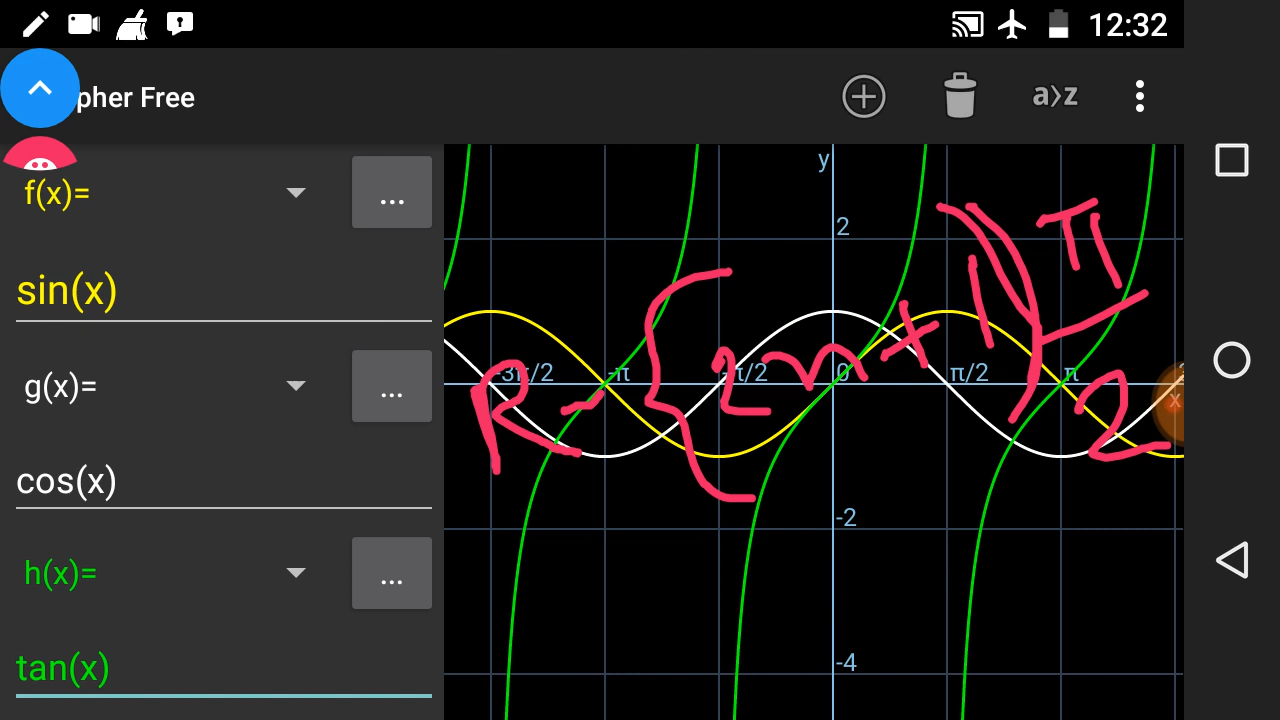 12:32
pher Free
a>z
f(x)=
...
sin(x)
g(x)=
...
cos(x)
h(x)=
...
tan(x)
y
2
-3π/2 -π -π/2 0 π/2 π
x
-2
-4
R - { (2n+1) π/2